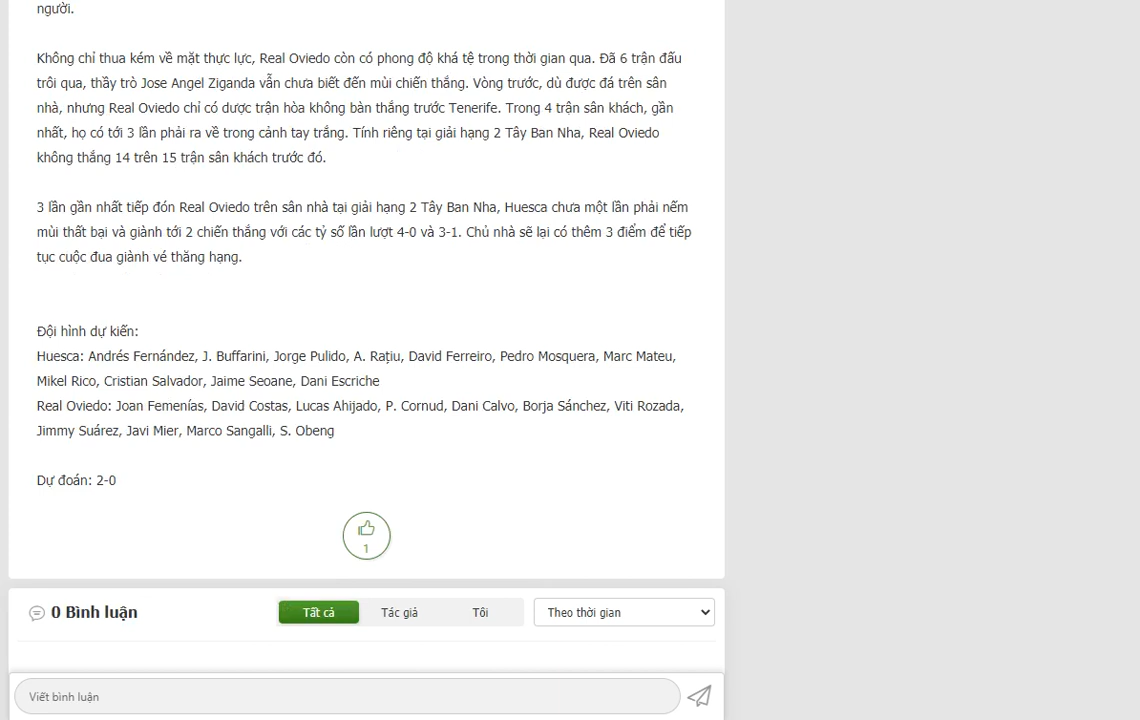 người.
Không chỉ thua kém về mặt thực lực, Real Oviedo còn có phong độ khá tệ trong thời gian qua. Đã 6 trận đấu
trôi qua, thầy trò Jose Angel Ziganda vẫn chưa biết đến mùi chiến thắng. Vòng trước, dù được đá trên sân
nhà, nhưng Real Oviedo chỉ có dược trận hòa không bàn thắng trước Tenerife. Trong 4 trận sân khách, gần
nhất, họ có tới 3 lần phải ra về trong cảnh tay trắng. Tính riêng tại giải hạng 2 Tây Ban Nha, Real Oviedo
không thắng 14 trên 15 trận sân khách trước đó.
3 lần gần nhất tiếp đón Real Oviedo trên sân nhà tại giải hạng 2 Tây Ban Nha, Huesca chưa một lần phải nếm
mùi thất bại và giành tới 2 chiến thắng với các tỷ số lần lượt 4-0 và 3-1. Chủ nhà sẽ lại có thêm 3 điểm để tiếp
tục cuộc đua giành vé thăng hạng.
Đội hình dự kiến:
Huesca: Andrés Fernández, J. Buffarini, Jorge Pulido, A. Rațiu, David Ferreiro, Pedro Mosquera, Marc Mateu,
Mikel Rico, Cristian Salvador, Jaime Seoane, Dani Escriche
Real Oviedo: Joan Femenías, David Costas, Lucas Ahijado, P. Cornud, Dani Calvo, Borja Sánchez, Viti Rozada,
Jimmy Suárez, Javi Mier, Marco Sangalli, S. Obeng
Dự đoán: 2-0
1
0 Bình luận Tất cả Tác giả Tôi Theo thời gian
Viết bình luận